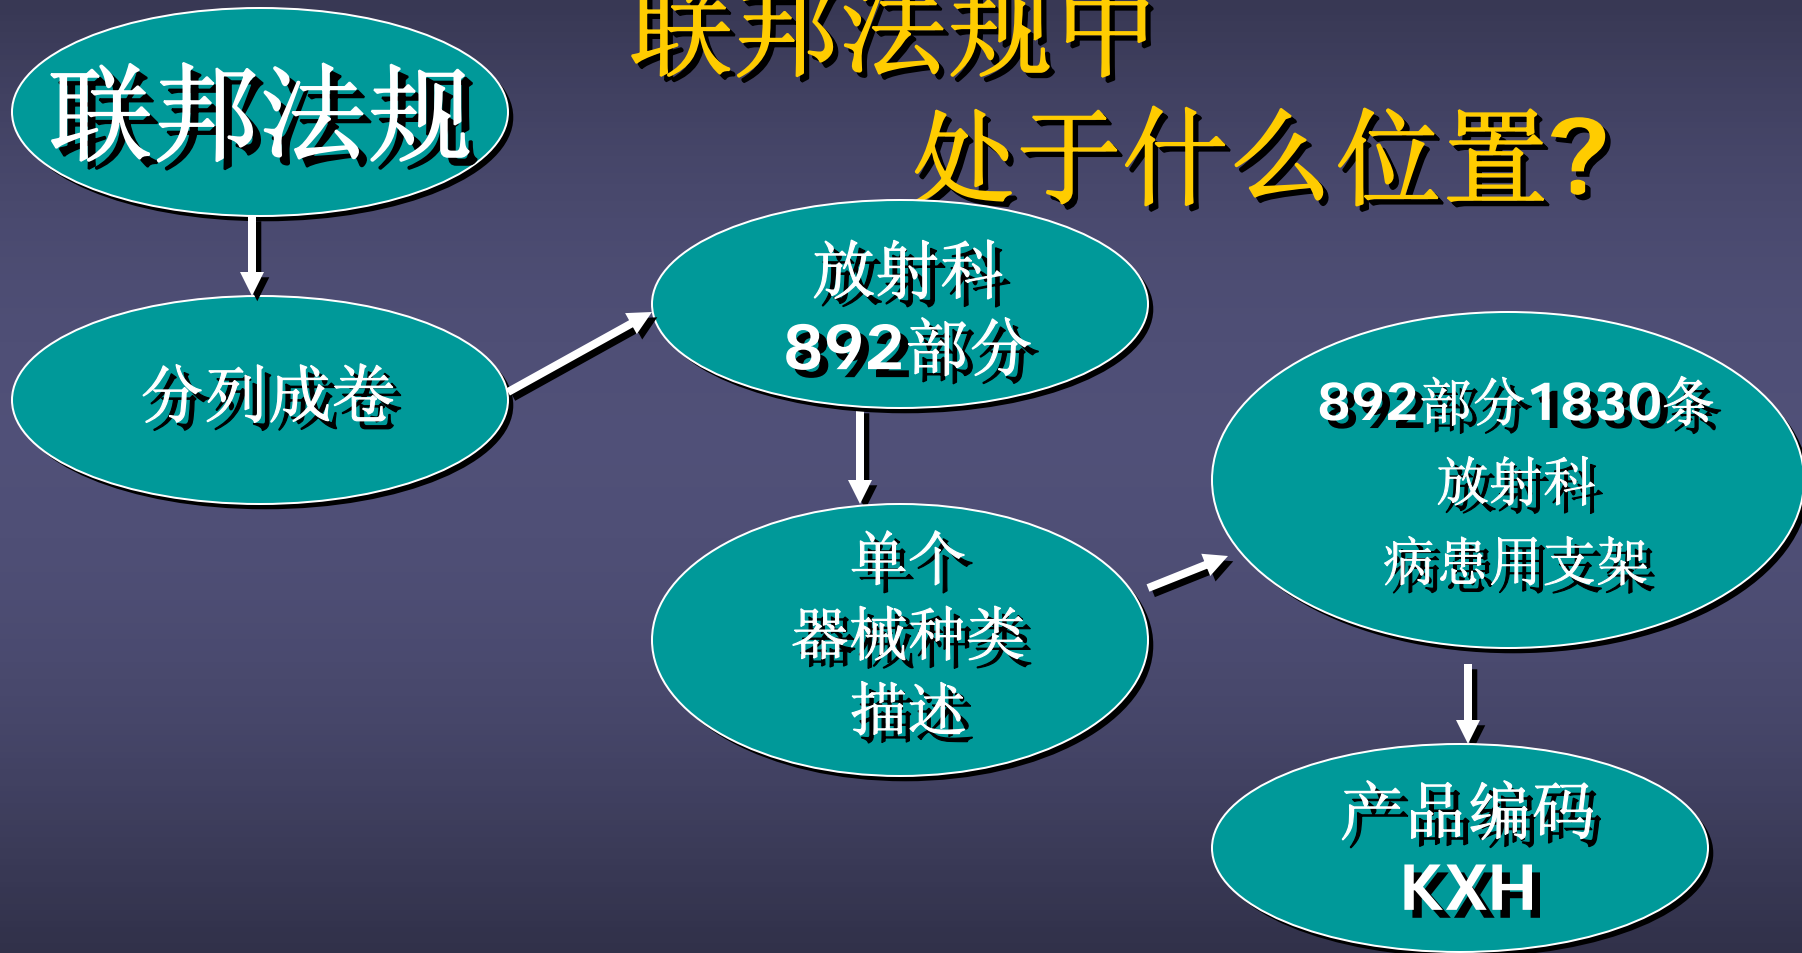 联邦法规中
处于什么位置?
联邦法规
分列成卷
放射科
892部分
单个
器械种类
描述
892部分1830条
放射科
病患用支架
产品编码
KXH